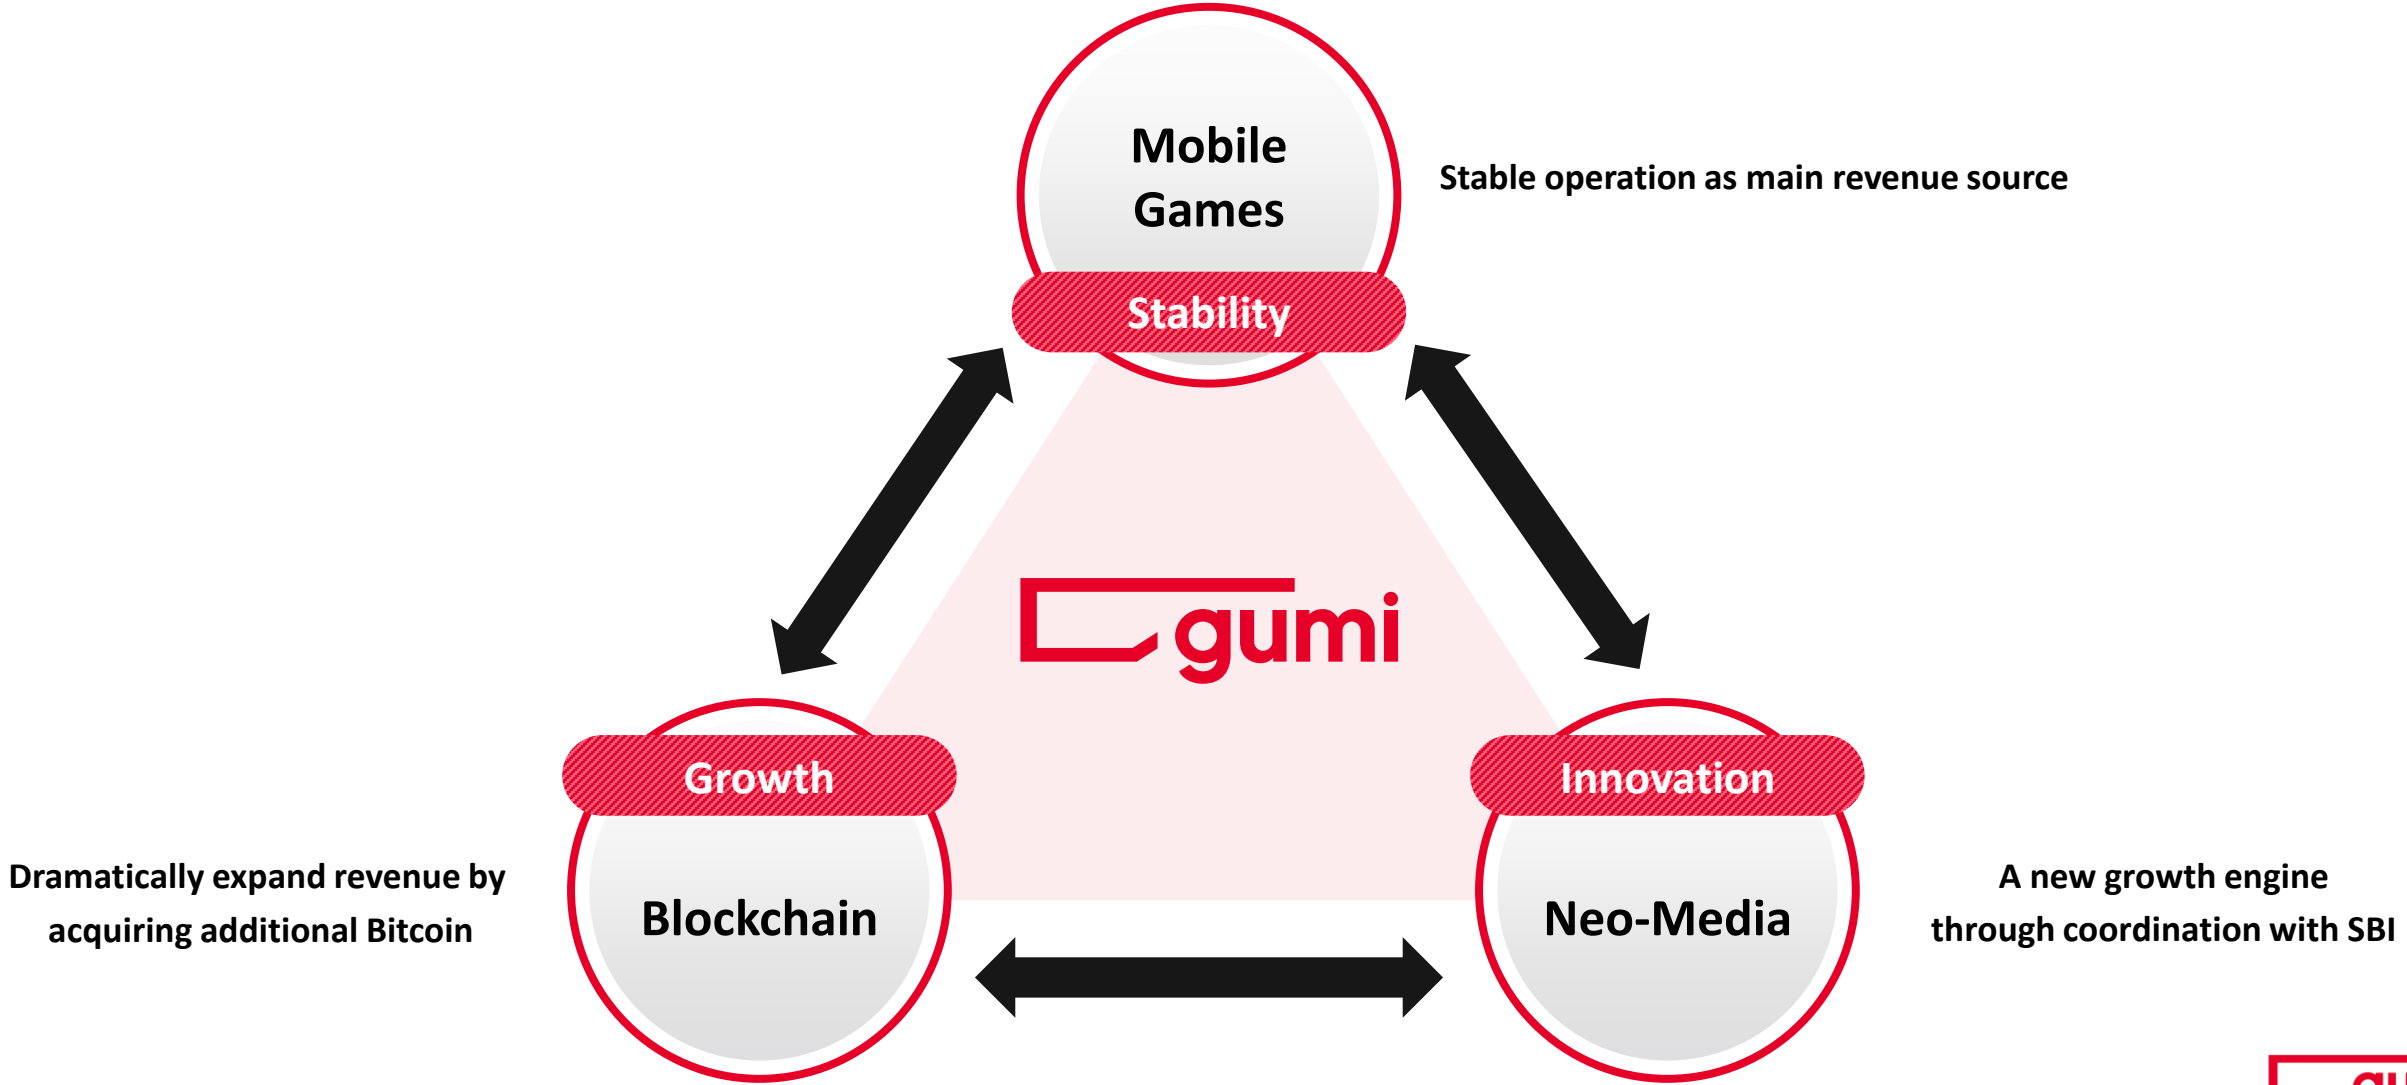 Mobile
Games
Stable operation as main revenue source
Stability
gumi
Growth
Blockchain
Dramatically expand revenue by
acquiring additional Bitcoin
Innovation
Neo-Media
A new growth engine
through coordination with SBI